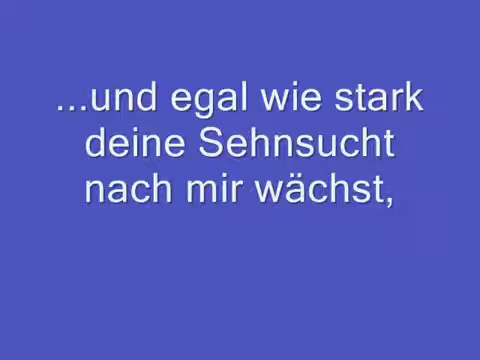 ...und egal wie stark
deine Sehnsucht
nach mir wächst,